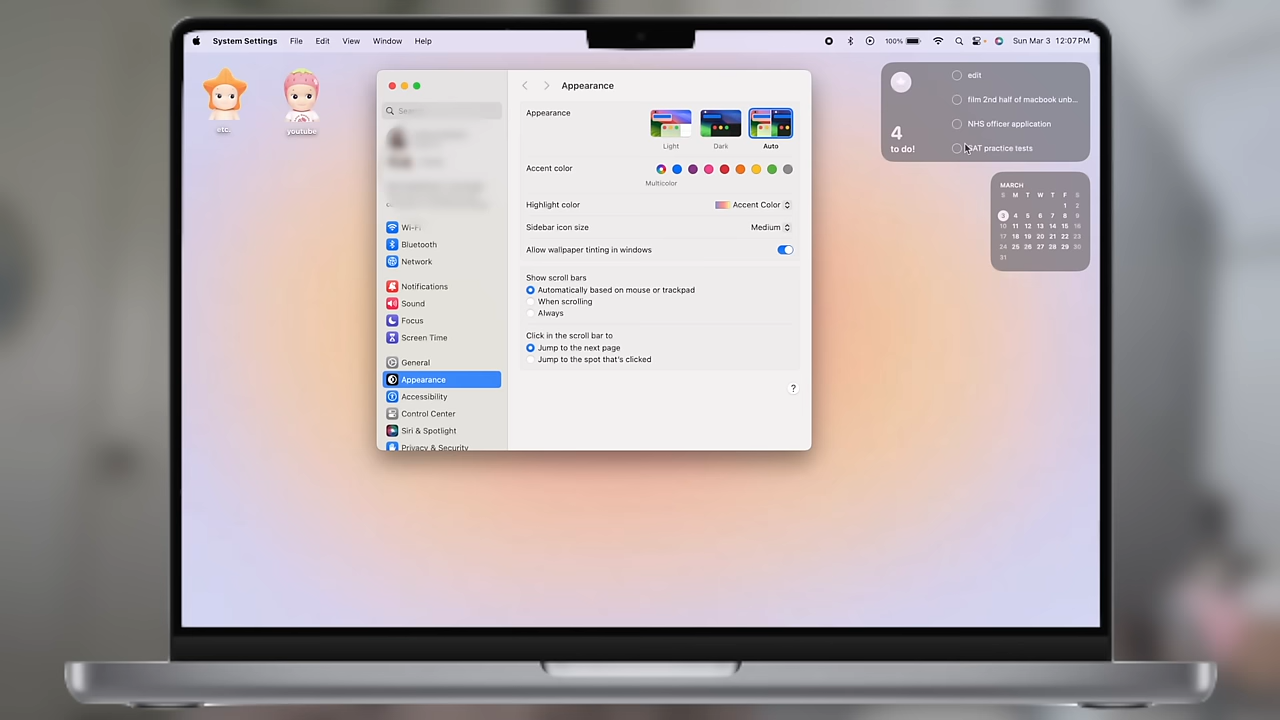 System Settings File Edit View Window Help 100% Sun Mar 3 12:07 PM
etc.
youtube
Appearance
Appearance
Light
Dark
Auto
Accent color
Multicolor
Highlight color
Accent Color
Sidebar icon size
Medium
Allow wallpaper tinting in windows
Show scroll bars
Automatically based on mouse or trackpad
When scrolling
Always
Click in the scroll bar to
Jump to the next page
Jump to the spot that's clicked
?
Wi-Fi
Bluetooth
Network
Notifications
Sound
Focus
Screen Time
General
Appearance
Accessibility
Control Center
Siri & Spotlight
Privacy & Security
edit
film 2nd half of macbook unb...
NHS officer application
SAT practice tests
4
to do!
MARCH
S M T W T F S
1 2
3 4 5 6 7 8 9
10 11 12 13 14 15 16
17 18 19 20 21 22 23
24 25 26 27 28 29 30
31